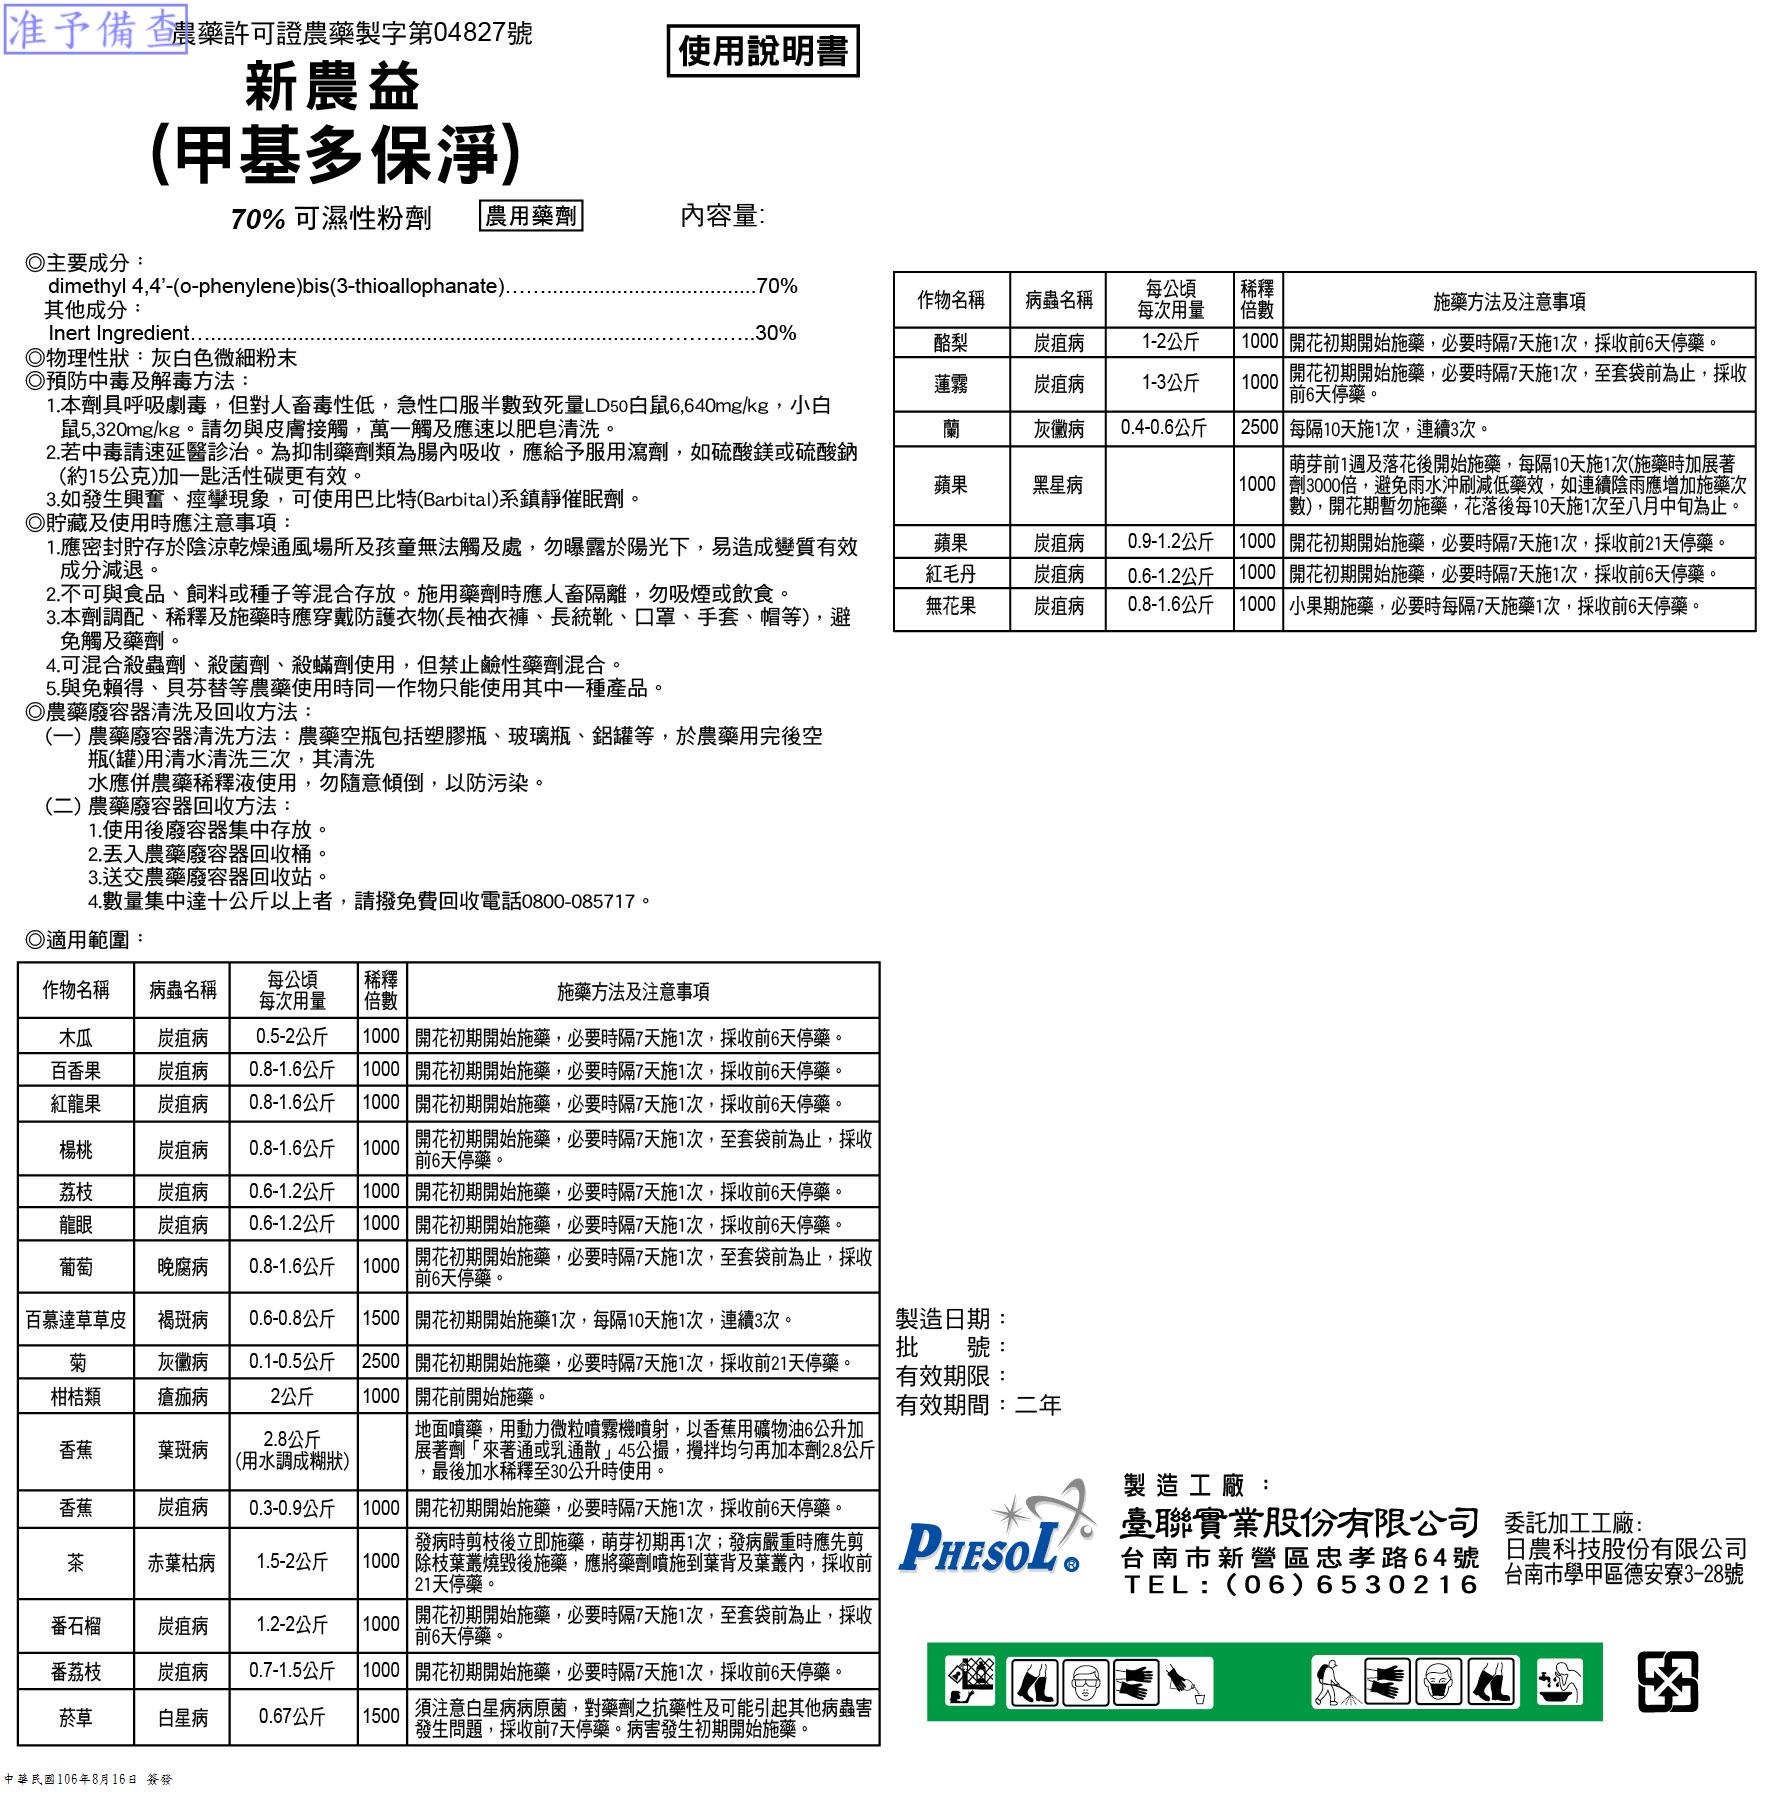 准予備查
農藥許可證農藥製字第04827號
使用說明書
新農益
(甲基多保淨)
70% 可濕性粉劑 農用藥劑 內容量:
◎主要成分：
dimethyl 4,4’-(o-phenylene)bis(3-thioallophanate)..........................................70%
其他成分：
Inert Ingredient..........................................30%
◎物理性狀：灰白色微細粉末
◎預防中毒及解毒方法：
1.本劑具呼吸劇毒，但對人畜毒性低，急性口服半數致死量LD50白鼠6,640mg/kg，小白
鼠5,320mg/kg。請勿與皮膚接觸，萬一觸及應速以肥皂清洗。
2.若中毒請速延醫診治。為抑制藥劑類為腸內吸收，應給予服用瀉劑，如硫酸鎂或硫酸鈉
(約15公克)加一匙活性碳更有效。
3.如發生興奮、痙攣現象，可使用巴比特(Barbital)系鎮靜催眠劑。
◎貯藏及使用時應注意事項：
1.應密封貯存於陰涼乾燥通風場所及孩童無法觸及處，勿曝露於陽光下，易造成變質有效
成分減退。
2.不可與食品、飼料或種子等混合存放。施用藥劑時應人畜隔離，勿吸煙或飲食。
3.本劑調配、稀釋及施藥時應穿戴防護衣物(長袖衣褲、長統靴、口罩、手套、帽等)，避
免觸及藥劑。
4.可混合殺蟲劑、殺菌劑、殺蟎劑使用，但禁止鹼性藥劑混合。
5.與免賴得、貝芬替等農藥使用時同一作物只能使用其中一種產品。
◎農藥廢容器清洗及回收方法：
(一) 農藥廢容器清洗方法：農藥空瓶包括塑膠瓶、玻璃瓶、鋁罐等，於農藥用完後空
瓶(罐)用清水清洗三次，其清洗
水應併農藥稀釋液使用，勿隨意傾倒，以防污染。
(二) 農藥廢容器回收方法：
1.使用後廢容器集中存放。
2.丟入農藥廢容器回收桶。
3.送交農藥廢容器回收站。
4.數量集中達十公斤以上者，請撥免費回收電話0800-085717。
◎適用範圍：
作物名稱 病蟲名稱 每公頃每次用量 稀釋倍數 施藥方法及注意事項
木瓜 炭疽病 0.5-2公斤 1000 開花初期開始施藥，必要時隔7天施1次，採收前6天停藥。
百香果 炭疽病 0.8-1.6公斤 1000 開花初期開始施藥，必要時隔7天施1次，採收前6天停藥。
紅龍果 炭疽病 0.8-1.6公斤 1000 開花初期開始施藥，必要時隔7天施1次，採收前6天停藥。
楊桃 炭疽病 0.8-1.6公斤 1000 開花初期開始施藥，必要時隔7天施1次，至套袋前為止，採收
前6天停藥。
荔枝 炭疽病 0.6-1.2公斤 1000 開花初期開始施藥，必要時隔7天施1次，採收前6天停藥。
龍眼 炭疽病 0.6-1.2公斤 1000 開花初期開始施藥，必要時隔7天施1次，採收前6天停藥。
葡萄 晚腐病 0.8-1.6公斤 1000 開花初期開始施藥，必要時隔7天施1次，至套袋前為止，採收
前6天停藥。
百慕達草草皮 褐斑病 0.6-0.8公斤 1500 開花初期開始施藥1次，每隔10天施1次，連續3次。
菊 灰黴病 0.1-0.5公斤 2500 開花初期開始施藥，必要時隔7天施1次，採收前21天停藥。
柑桔類 瘡痂病 2公斤 1000 開花前開始施藥。
香蕉 葉斑病 2.8公斤(用水調成糊狀) 地面噴藥，用動力微粒噴霧機噴射，以香蕉用礦物油6公升加
展著劑「來著通或乳通散」45公撮，攪拌均勻再加本劑2.8公斤
，最後加水稀釋至30公升時使用。
香蕉 炭疽病 0.3-0.9公斤 1000 開花初期開始施藥，必要時隔7天施1次，採收前6天停藥。
茶 赤葉枯病 1.5-2公斤 1000 發病時剪枝後立即施藥，萌芽初期再1次；發病嚴重時應先剪
除枝葉叢燒毀後施藥，應將藥劑噴施到葉背及葉叢內，採收前
21天停藥。
番石榴 炭疽病 1.2-2公斤 1000 開花初期開始施藥，必要時隔7天施1次，至套袋前為止，採收
前6天停藥。
番荔枝 炭疽病 0.7-1.5公斤 1000 開花初期開始施藥，必要時隔7天施1次，採收前6天停藥。
菸草 白星病 0.67公斤 1500 須注意白星病病原菌，對藥劑之抗藥性及可能引起其他病蟲害
發生問題，採收前7天停藥。病害發生初期開始施藥。
作物名稱 病蟲名稱 每公頃每次用量 稀釋倍數 施藥方法及注意事項
酪梨 炭疽病 1-2公斤 1000 開花初期開始施藥，必要時隔7天施1次，採收前6天停藥。
蓮霧 炭疽病 1-3公斤 1000 開花初期開始施藥，必要時隔7天施1次，至套袋前為止，採收
前6天停藥。
蘭 灰黴病 0.4-0.6公斤 2500 每隔10天施1次，連續3次。
蘋果 黑星病 1000 萌芽前1週及落花後開始施藥，每隔10天施1次(施藥時加展著
劑3000倍，避免雨水沖刷減低藥效，如連續陰雨應增加施藥次
數)，開花期暫勿施藥，花落後每10天施1次至八月中旬為止。
蘋果 炭疽病 0.9-1.2公斤 1000 開花初期開始施藥，必要時隔7天施1次，採收前21天停藥。
紅毛丹 炭疽病 0.6-1.2公斤 1000 開花初期開始施藥，必要時隔7天施1次，採收前6天停藥。
無花果 炭疽病 0.8-1.6公斤 1000 小果期施藥，必要時每隔7天施藥1次，採收前6天停藥。
製造日期：
批　　號：
有效期限：
有效期間：二年
PHESOL ®
製造工廠：
臺聯實業股份有限公司
台南市新營區忠孝路64號
TEL:(06)6530216
委託加工工廠:
日農科技股份有限公司
台南市學甲區德安寮3-28號
中華民國106年8月16日 簽發